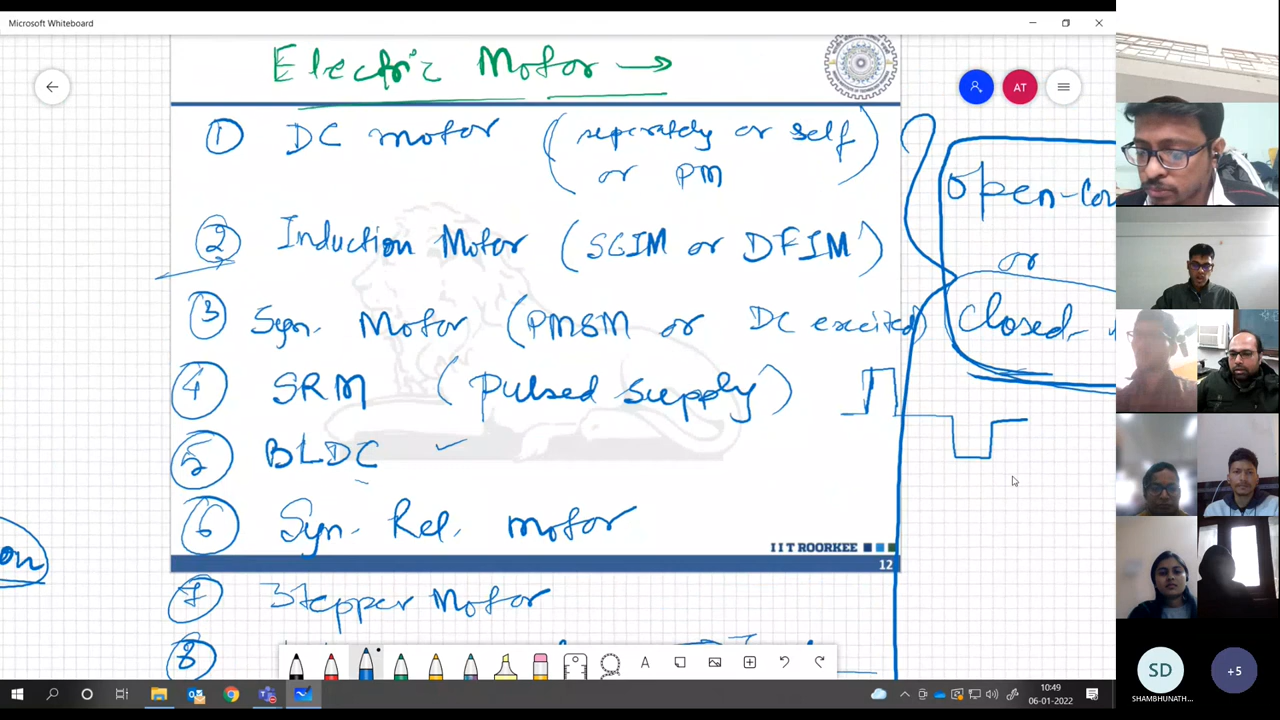 Microsoft Whiteboard
Electric Motor →
AT
① DC motor (seperately or self
or PM)
open-
or
closed-
② Induction Motor (SCIM or DFIM)
③ Syn. Motor (PMSM or DC excited)
④ SRM (Pulsed supply)
⑤ BLDC ✓
⑥ Syn. Rel. motor
on
IIT ROORKEE
12
⑦ Stepper Motor
⑧
A
SD
+5
SHAMBHUNATH...
10:49
06-01-2022